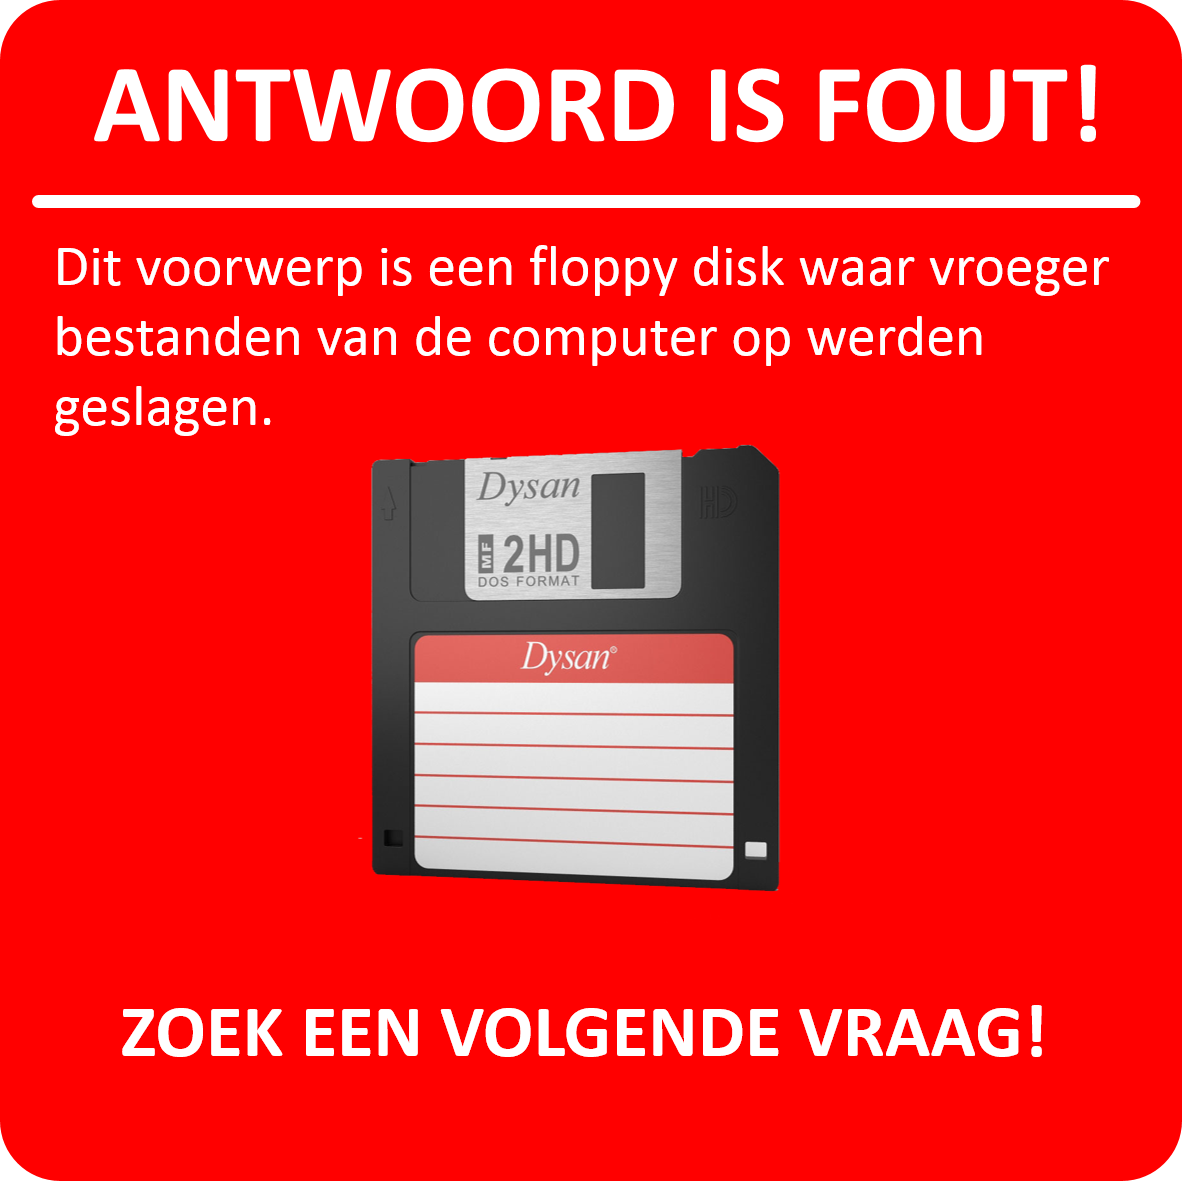 ANTWOORD IS FOUT!
Dit voorwerp is een floppy disk waar vroeger
bestanden van de computer op werden
geslagen.
Dysan
HD
MF 2HD
DOS FORMAT
Dysan®
ZOEK EEN VOLGENDE VRAAG!